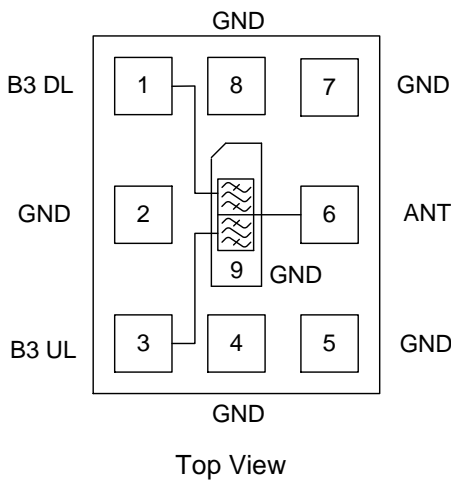 GND
B3 DL 1 8 7 GND
GND 2 6 ANT
9 GND
B3 UL 3 4 5 GND
GND
Top View